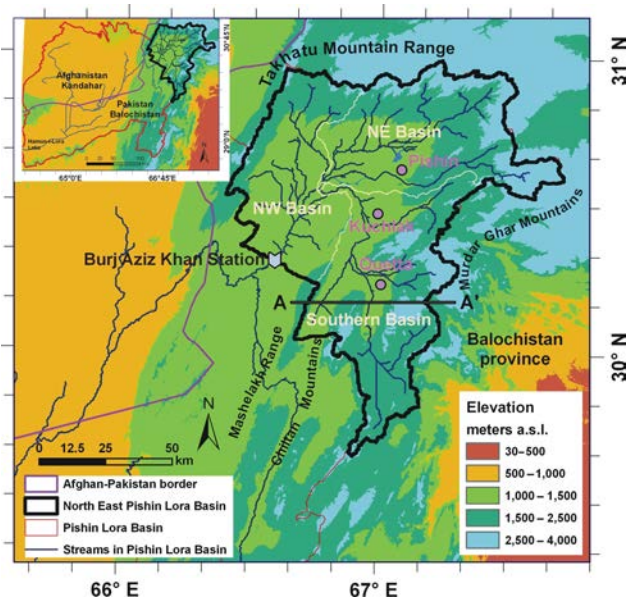 30°45'N
Afghanistan
Kandahar
Pakistan
Balochistan
29°0'N
65°0'E
66°45'E
N
Takhatu Mountain Range
31° N
NE Basin
Pishin
NW Basin
Kuchlak
Murdar Ghar Mountains
Burj Aziz Khan Station
Quetta
A
A'
Southern Basin
Balochistan
province
30° N
Mashelakh Range
Chiltan Mountains
N
0 12.5 25 50
km
Afghan-Pakistan border
North East Pishin Lora Basin
Pishin Lora Basin
Streams in Pishin Lora Basin
Elevation
meters a.s.l.
30–500
500–1,000
1,000–1,500
1,500–2,500
2,500–4,000
66° E
67° E